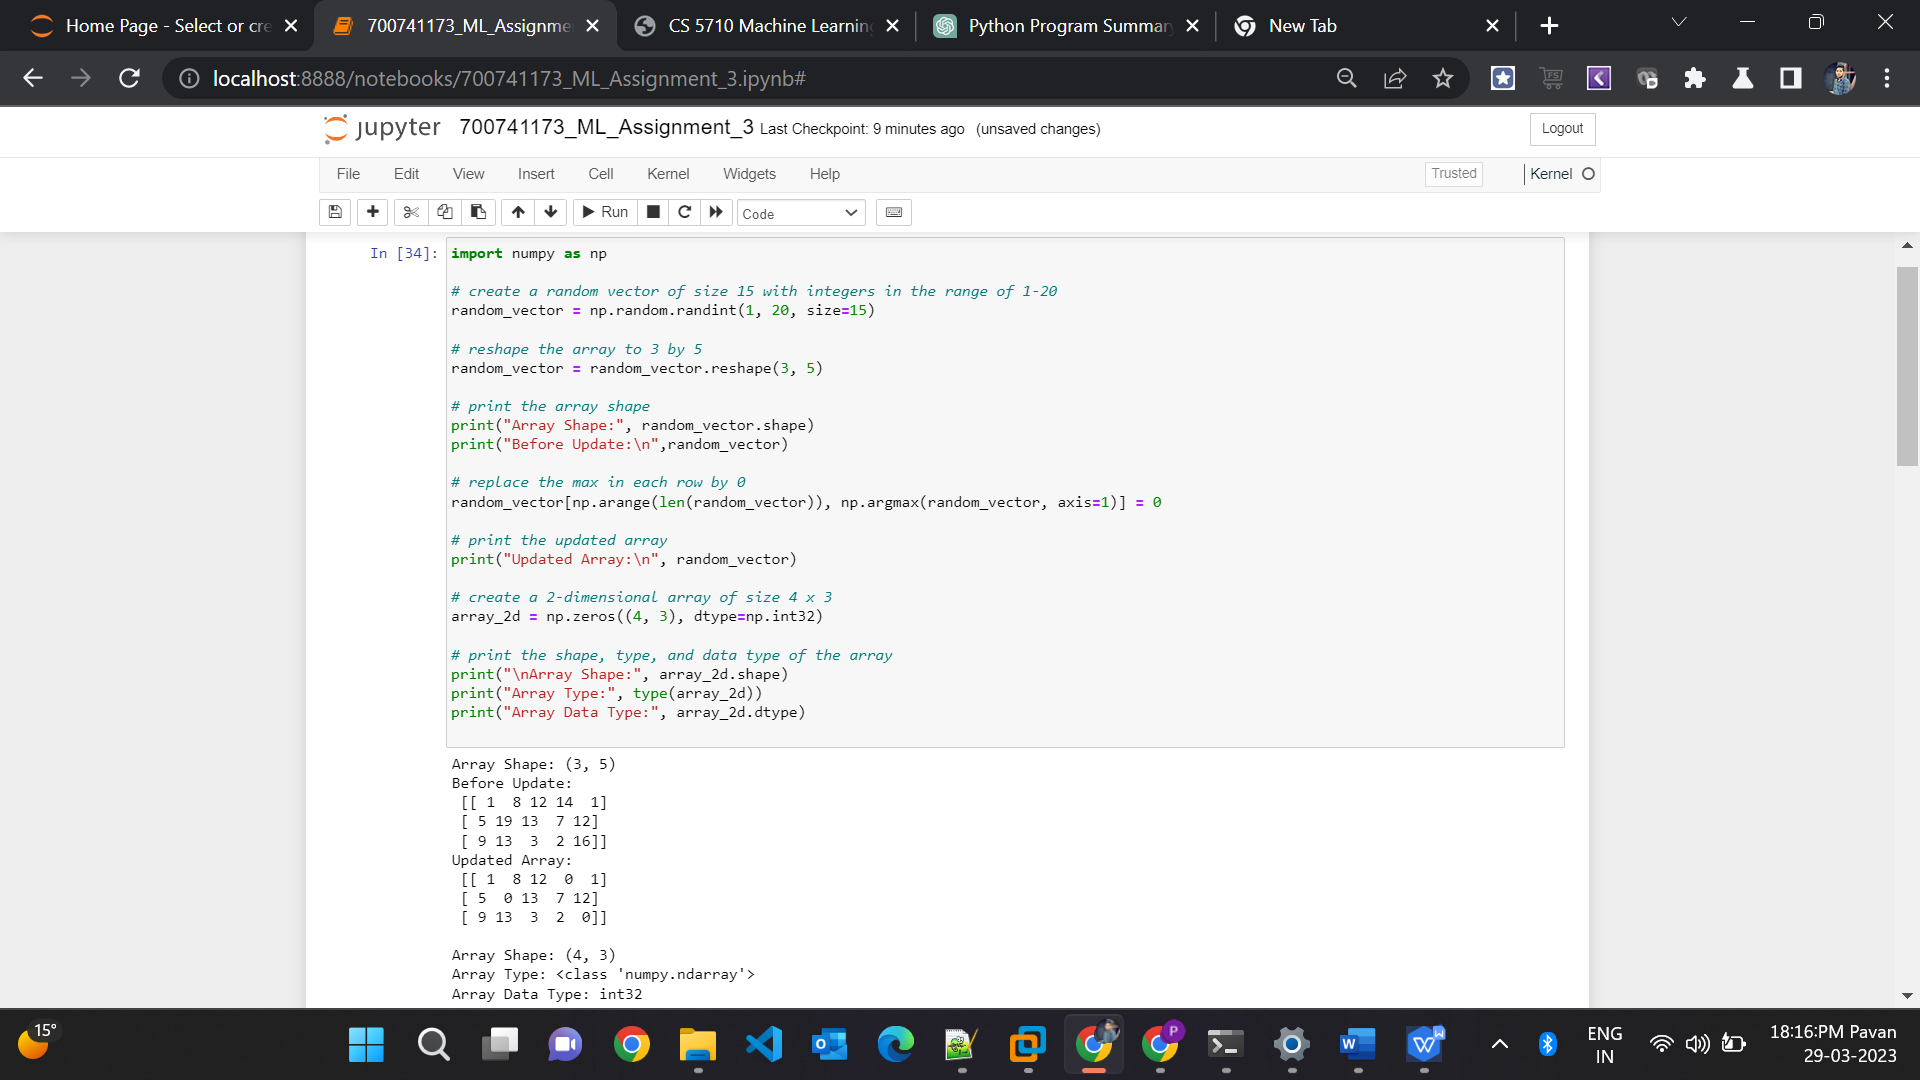 Home Page - Select or cre
700741173_ML_Assignme
CS 5710 Machine Learning
Python Program Summar
New Tab
localhost:8888/notebooks/700741173_ML_Assignment_3.ipynb#
jupyter 700741173_ML_Assignment_3 Last Checkpoint: 9 minutes ago (unsaved changes)
Logout
File Edit View Insert Cell Kernel Widgets Help
Trusted
Kernel
Run
Code
In [34]:
import numpy as np
# create a random vector of size 15 with integers in the range of 1-20
random_vector = np.random.randint(1, 20, size=15)
# reshape the array to 3 by 5
random_vector = random_vector.reshape(3, 5)
# print the array shape
print("Array Shape:", random_vector.shape)
print("Before Update:\n",random_vector)
# replace the max in each row by 0
random_vector[np.arange(len(random_vector)), np.argmax(random_vector, axis=1)] = 0
# print the updated array
print("Updated Array:\n", random_vector)
# create a 2-dimensional array of size 4 x 3
array_2d = np.zeros((4, 3), dtype=np.int32)
# print the shape, type, and data type of the array
print("\nArray Shape:", array_2d.shape)
print("Array Type:", type(array_2d))
print("Array Data Type:", array_2d.dtype)
Array Shape: (3, 5)
Before Update:
[[ 1  8 12 14  1]
[ 5 19 13  7 12]
[ 9 13  3  2 16]]
Updated Array:
[[ 1  8 12  0  1]
[ 5  0 13  7 12]
[ 9 13  3  2  0]]
Array Shape: (4, 3)
Array Type: <class 'numpy.ndarray'>
Array Data Type: int32
15°
ENG
IN
18:16:PM Pavan
29-03-2023